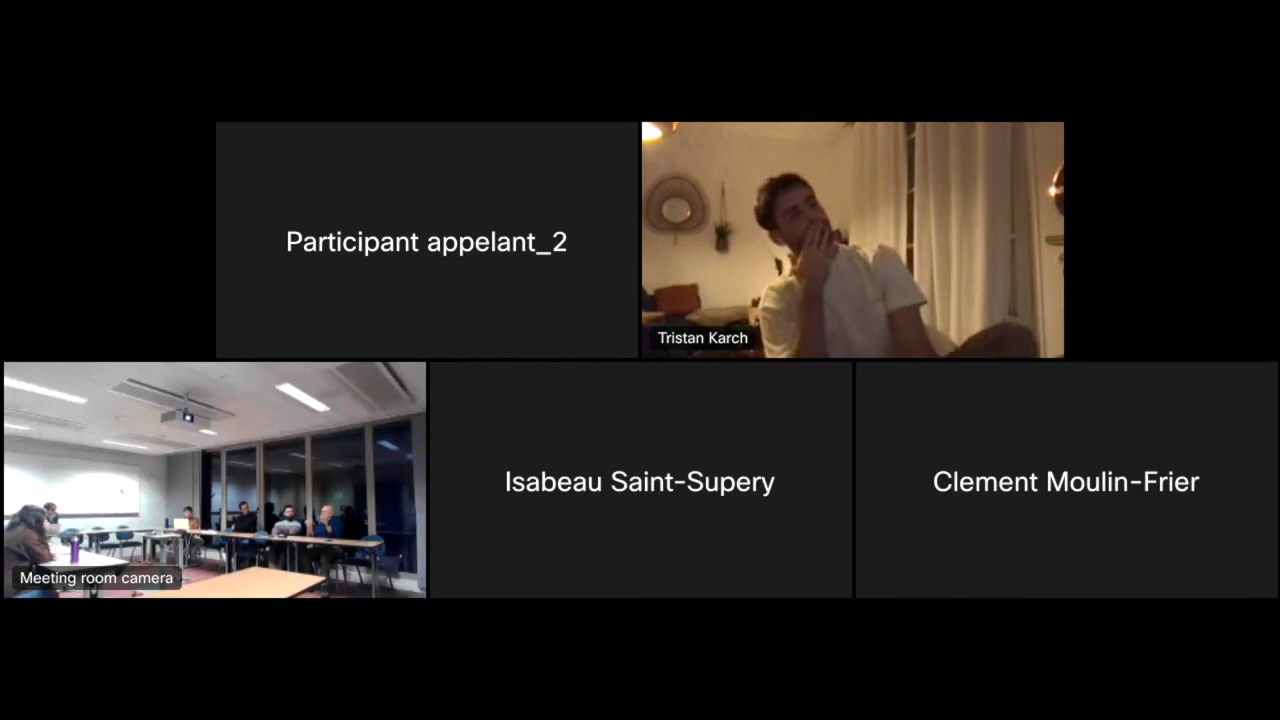 Participant appelant_2
Tristan Karch
Meeting room camera
Isabeau Saint-Supery
Clement Moulin-Frier